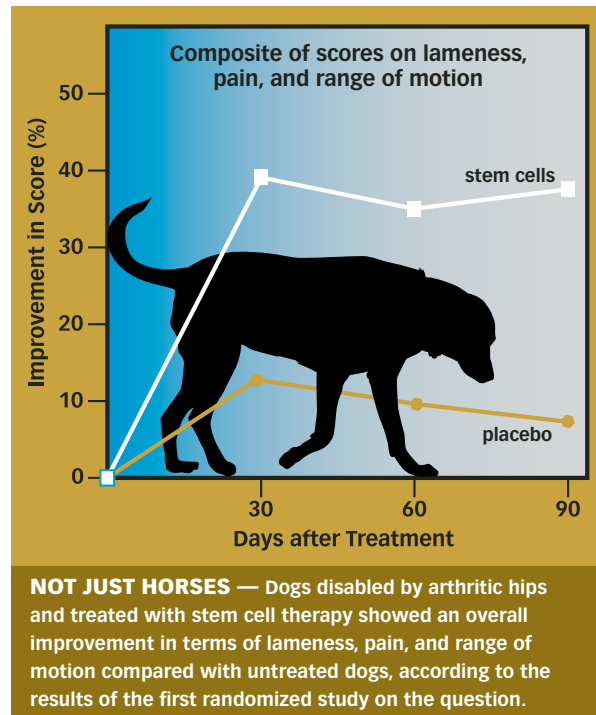 Composite of scores on lameness,
pain, and range of motion
Improvement in Score (%)
50
40
30
20
10
0
stem cells
placebo
30 60 90
Days after Treatment
NOT JUST HORSES — Dogs disabled by arthritic hips
and treated with stem cell therapy showed an overall
improvement in terms of lameness, pain, and range of
motion compared with untreated dogs, according to the
results of the first randomized study on the question.